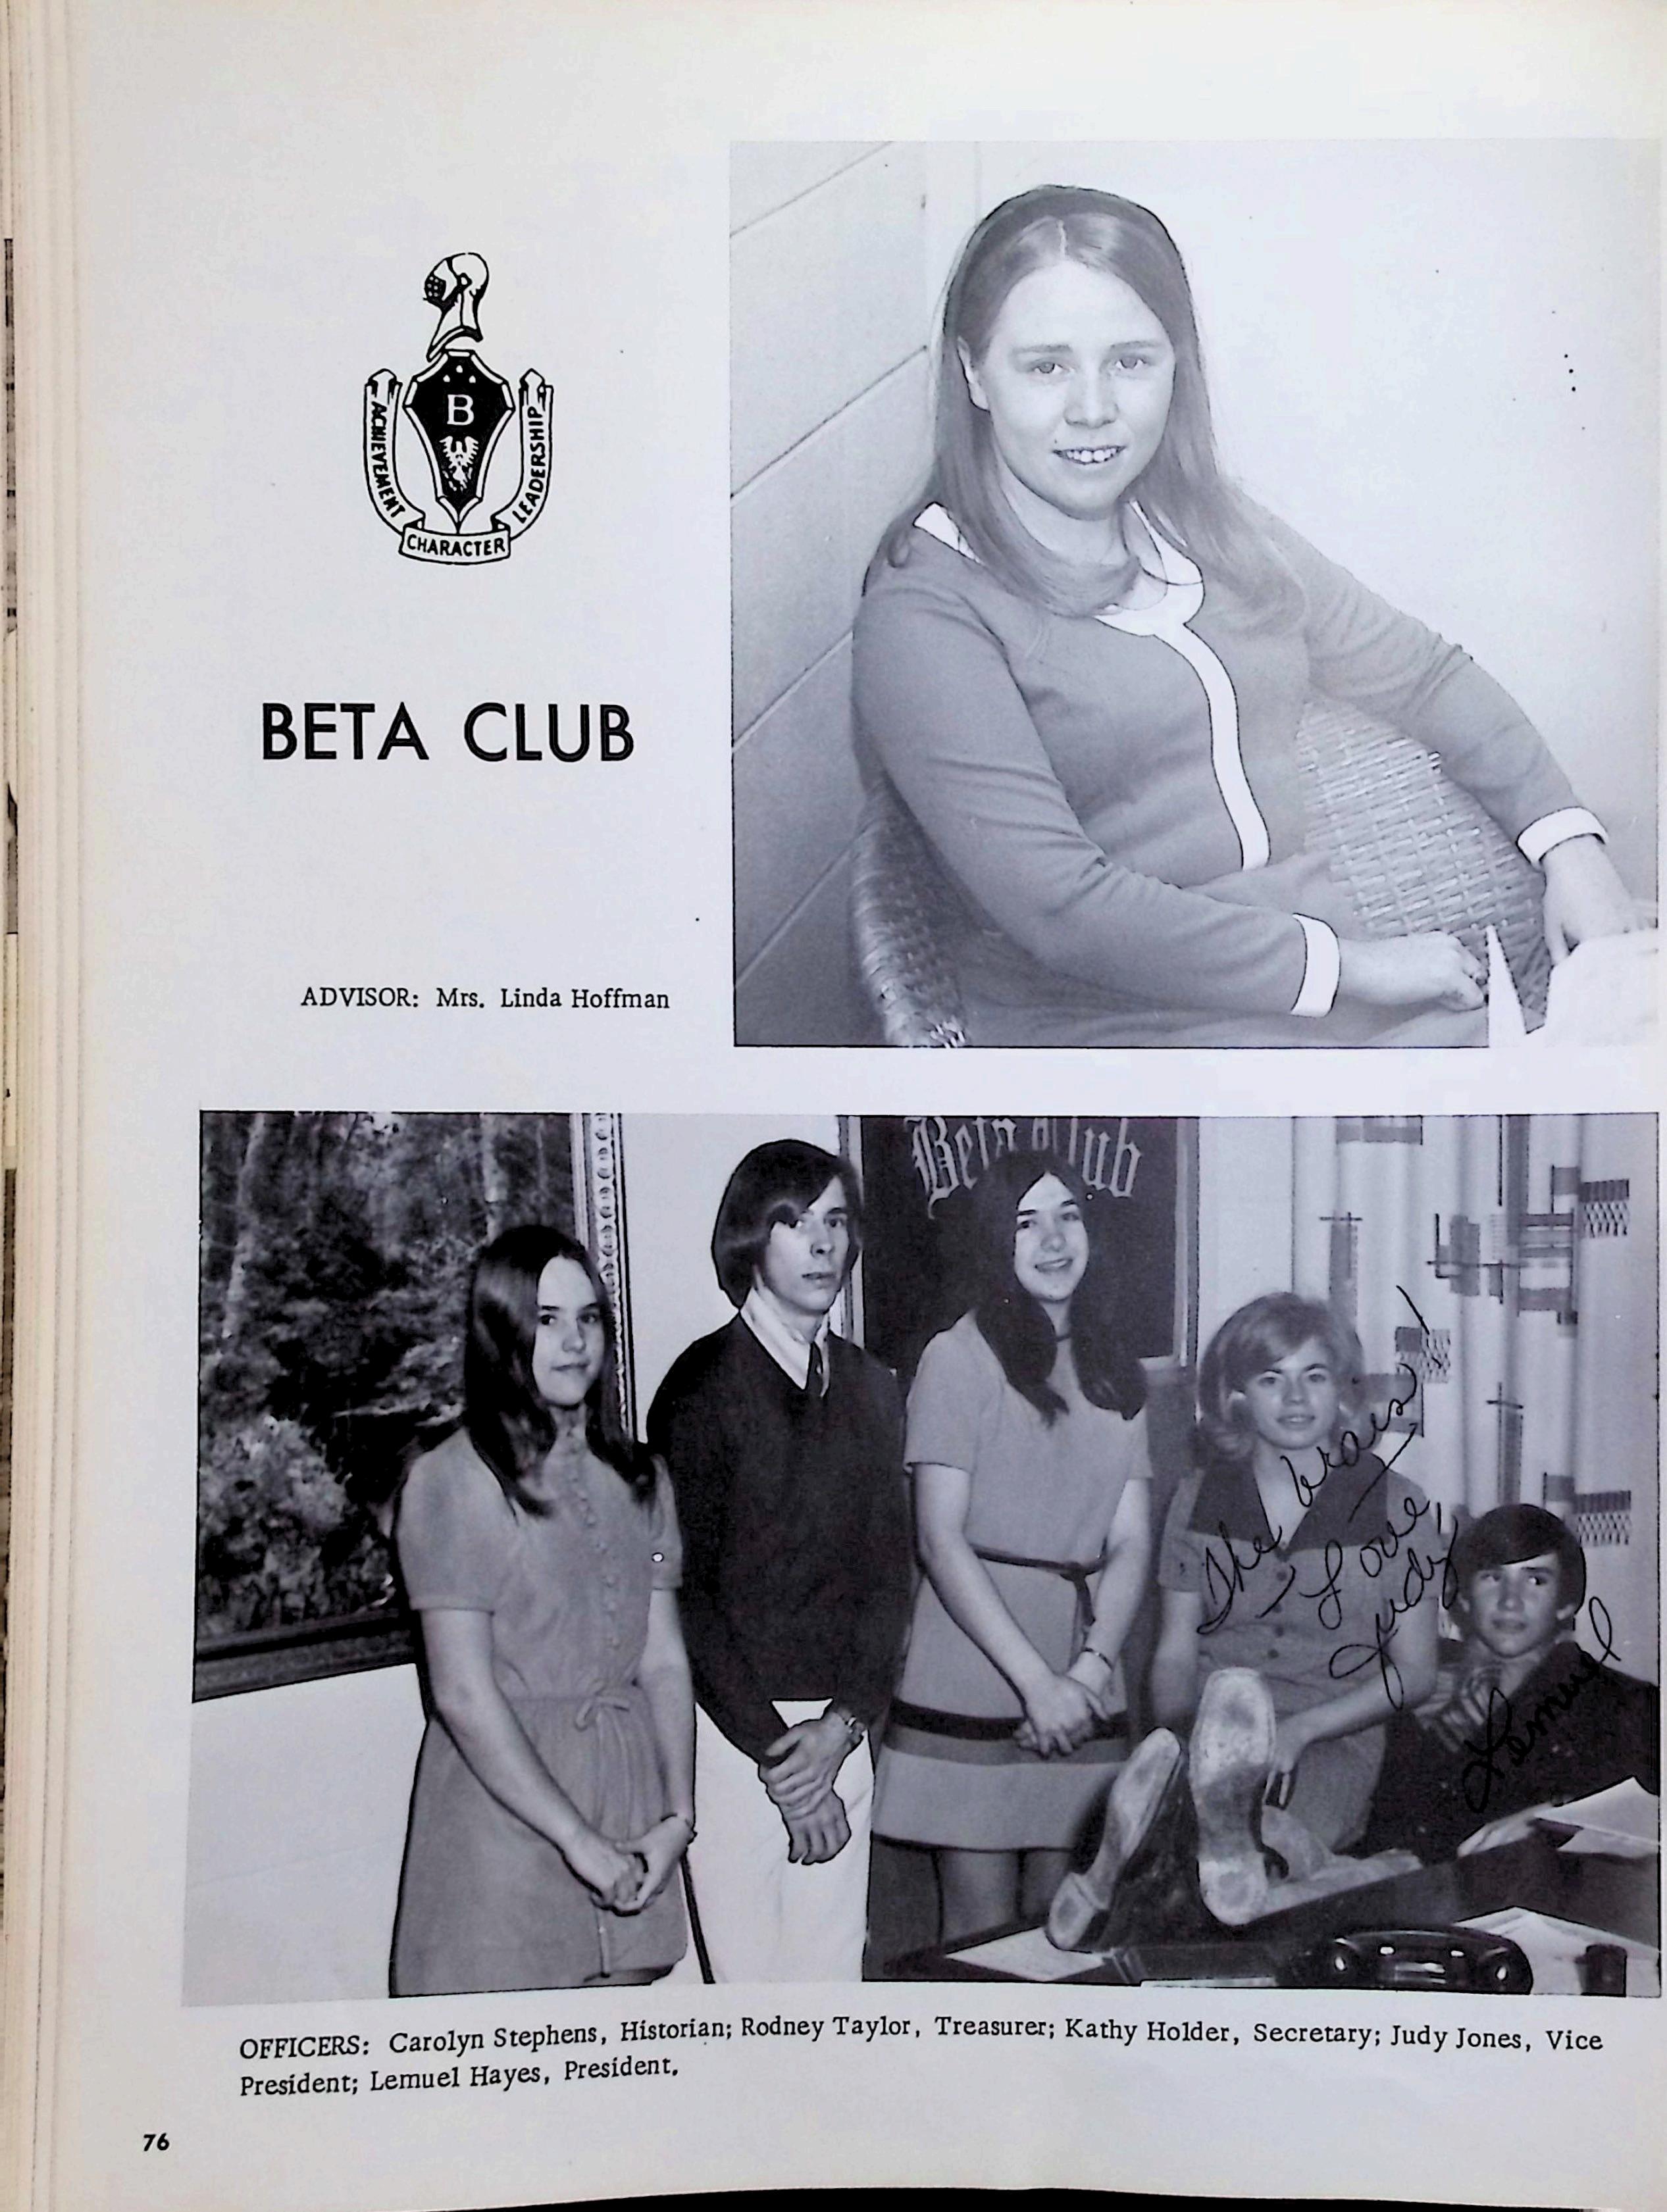 B
ACHIEVEMENT
CHARACTER
LEADERSHIP
BETA CLUB
ADVISOR: Mrs. Linda Hoffman
Beta Club
The brass!
Love,
Judy
Lemuel
OFFICERS: Carolyn Stephens, Historian; Rodney Taylor, Treasurer; Kathy Holder, Secretary; Judy Jones, Vice
President; Lemuel Hayes, President.
76